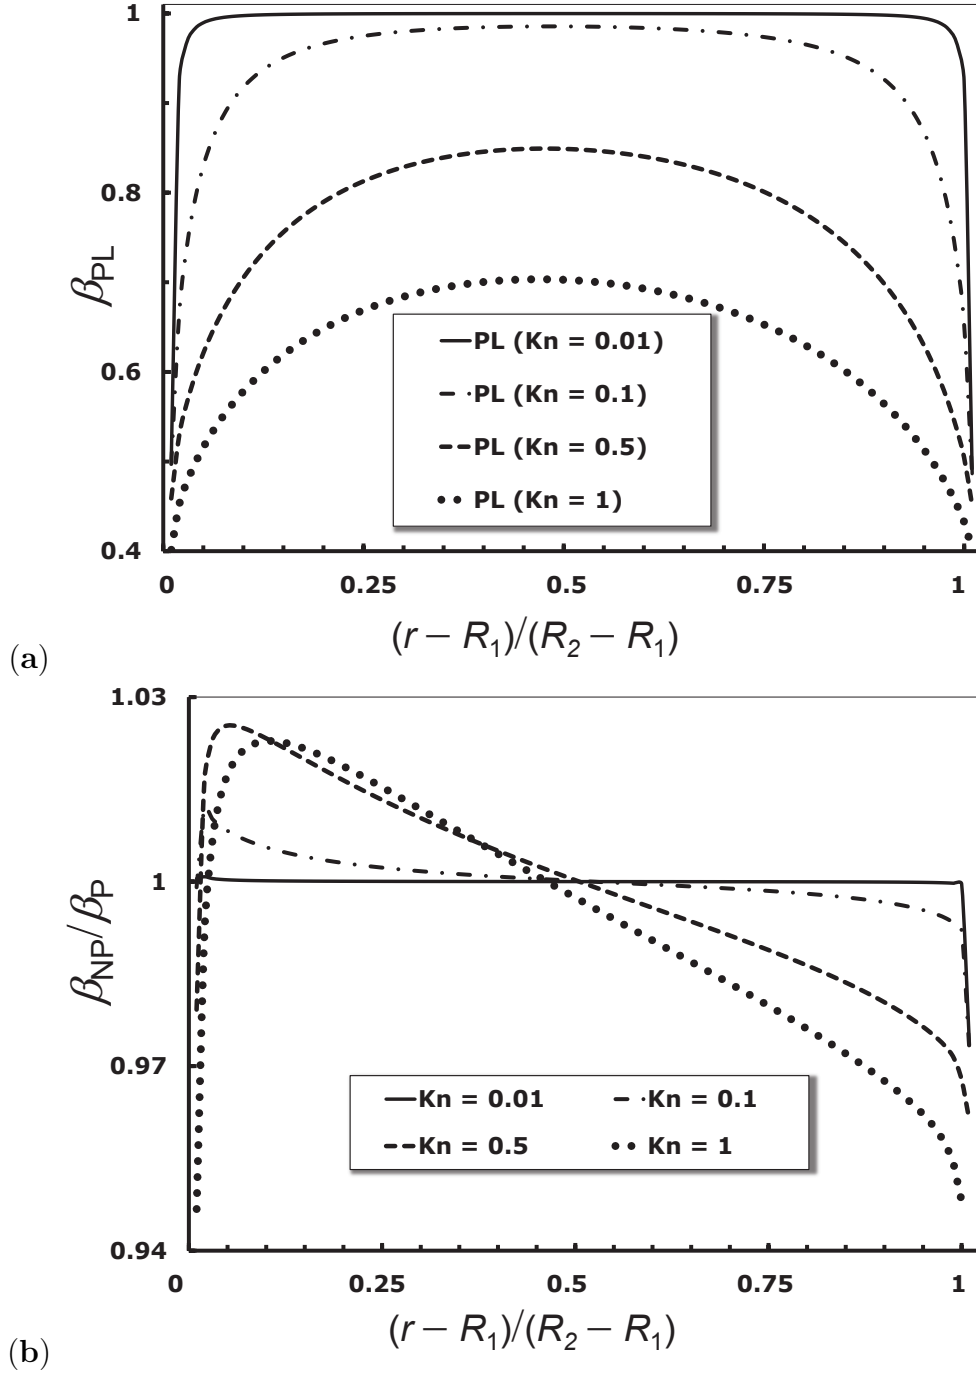 1
0.8
0.6
0.4
β_PL
PL (Kn = 0.01)
PL (Kn = 0.1)
PL (Kn = 0.5)
PL (Kn = 1)
0 0.25 0.5 0.75 1
(r − R₁)/(R₂ − R₁)
(a)
1.03
1
0.97
0.94
β_NP/β_P
Kn = 0.01 Kn = 0.1
Kn = 0.5 Kn = 1
0 0.25 0.5 0.75 1
(r − R₁)/(R₂ − R₁)
(b)